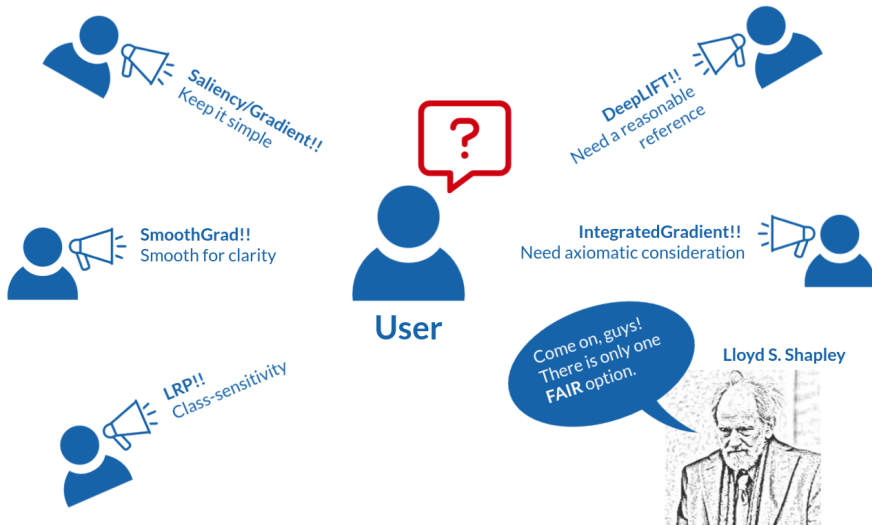 Saliency/Gradient!!
Keep it simple
DeepLIFT!!
Need a reasonable
reference
?
SmoothGrad!!
Smooth for clarity
IntegratedGradient!!
Need axiomatic consideration
User
Come on, guys!
There is only one
FAIR option.
Lloyd S. Shapley
LRP!!
Class-sensitivity